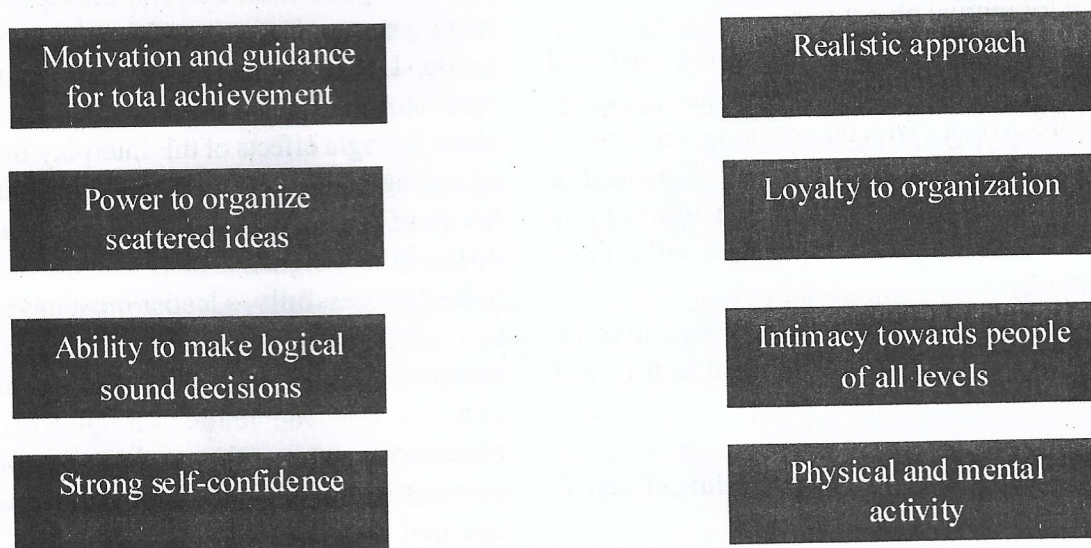 Motivation and guidance
for total achievement
Realistic approach
Power to organize
scattered ideas
Loyalty to organization
Ability to make logical
sound decisions
Intimacy towards people
of all levels
Strong self-confidence
Physical and mental
activity